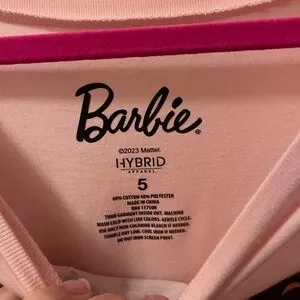 Barbie®
©2023 Mattel.
HYBRID
APPAREL
5
60% COTTON 40% POLYESTER
MADE IN CHINA
RN# 117500
TURN GARMENT INSIDE OUT. MACHINE
WASH COLD WITH LIKE COLORS. GENTLE CYCLE.
USE ONLY NON-CHLORINE BLEACH IF NEEDED.
TUMBLE DRY LOW. COOL IRON IF NEEDED.
DO NOT IRON SCREEN PRINT.